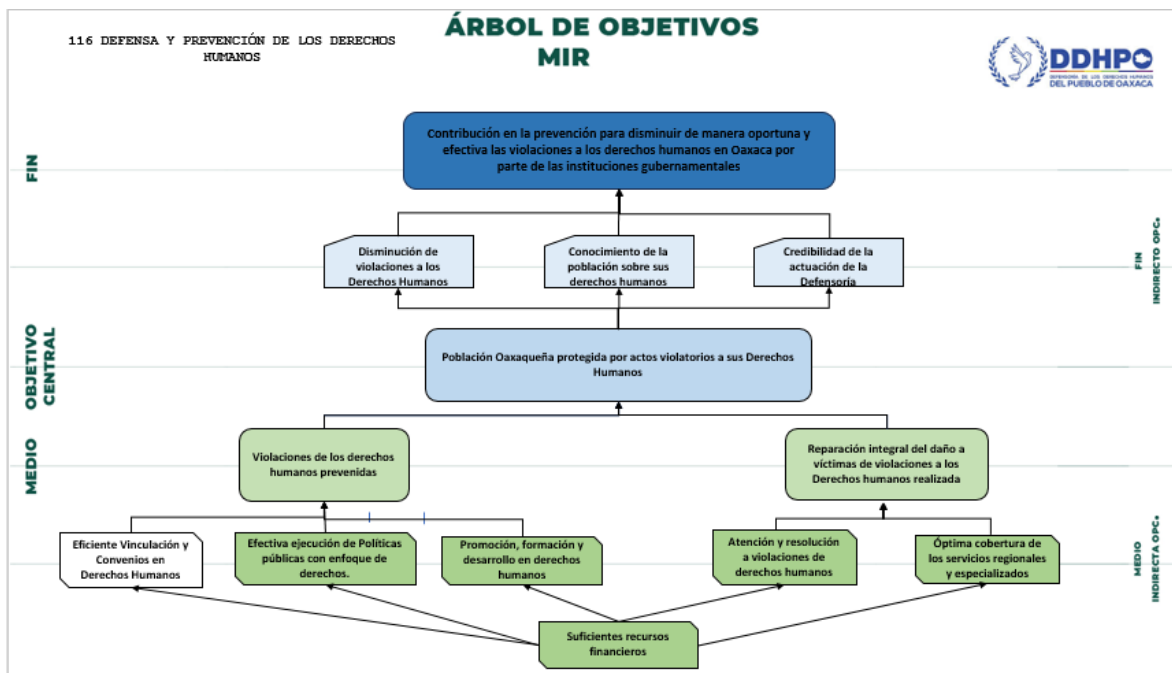 116 DEFENSA Y PREVENCIÓN DE LOS DERECHOS
HUMANOS
ÁRBOL DE OBJETIVOS
MIR
DDHPO
DEFENSORÍA DE LOS DERECHOS HUMANOS
DEL PUEBLO DE OAXACA
FIN
Contribución en la prevención para disminuir de manera oportuna y
efectiva las violaciones a los derechos humanos en Oaxaca por
parte de las instituciones gubernamentales
Disminución de
violaciones a los
Derechos Humanos
Conocimiento de la
población sobre sus
derechos humanos
Credibilidad de la
actuación de la
Defensoría
FIN
INDIRECTO OPC*
OBJETIVO
CENTRAL
Población Oaxaqueña protegida por actos violatorios a sus Derechos
Humanos
MEDIO
Violaciones de los derechos
humanos prevenidas
Reparación integral del daño a
víctimas de violaciones a los
Derechos humanos realizada
Eficiente Vinculación y
Convenios en
Derechos Humanos
Efectiva ejecución de Políticas
públicas con enfoque de
derechos.
Promoción, formación y
desarrollo en derechos
humanos
Atención y resolución
a violaciones de
derechos humanos
Óptima cobertura de
los servicios regionales
y especializados
MEDIO
INDIRECTA OPC*
Suficientes recursos
financieros